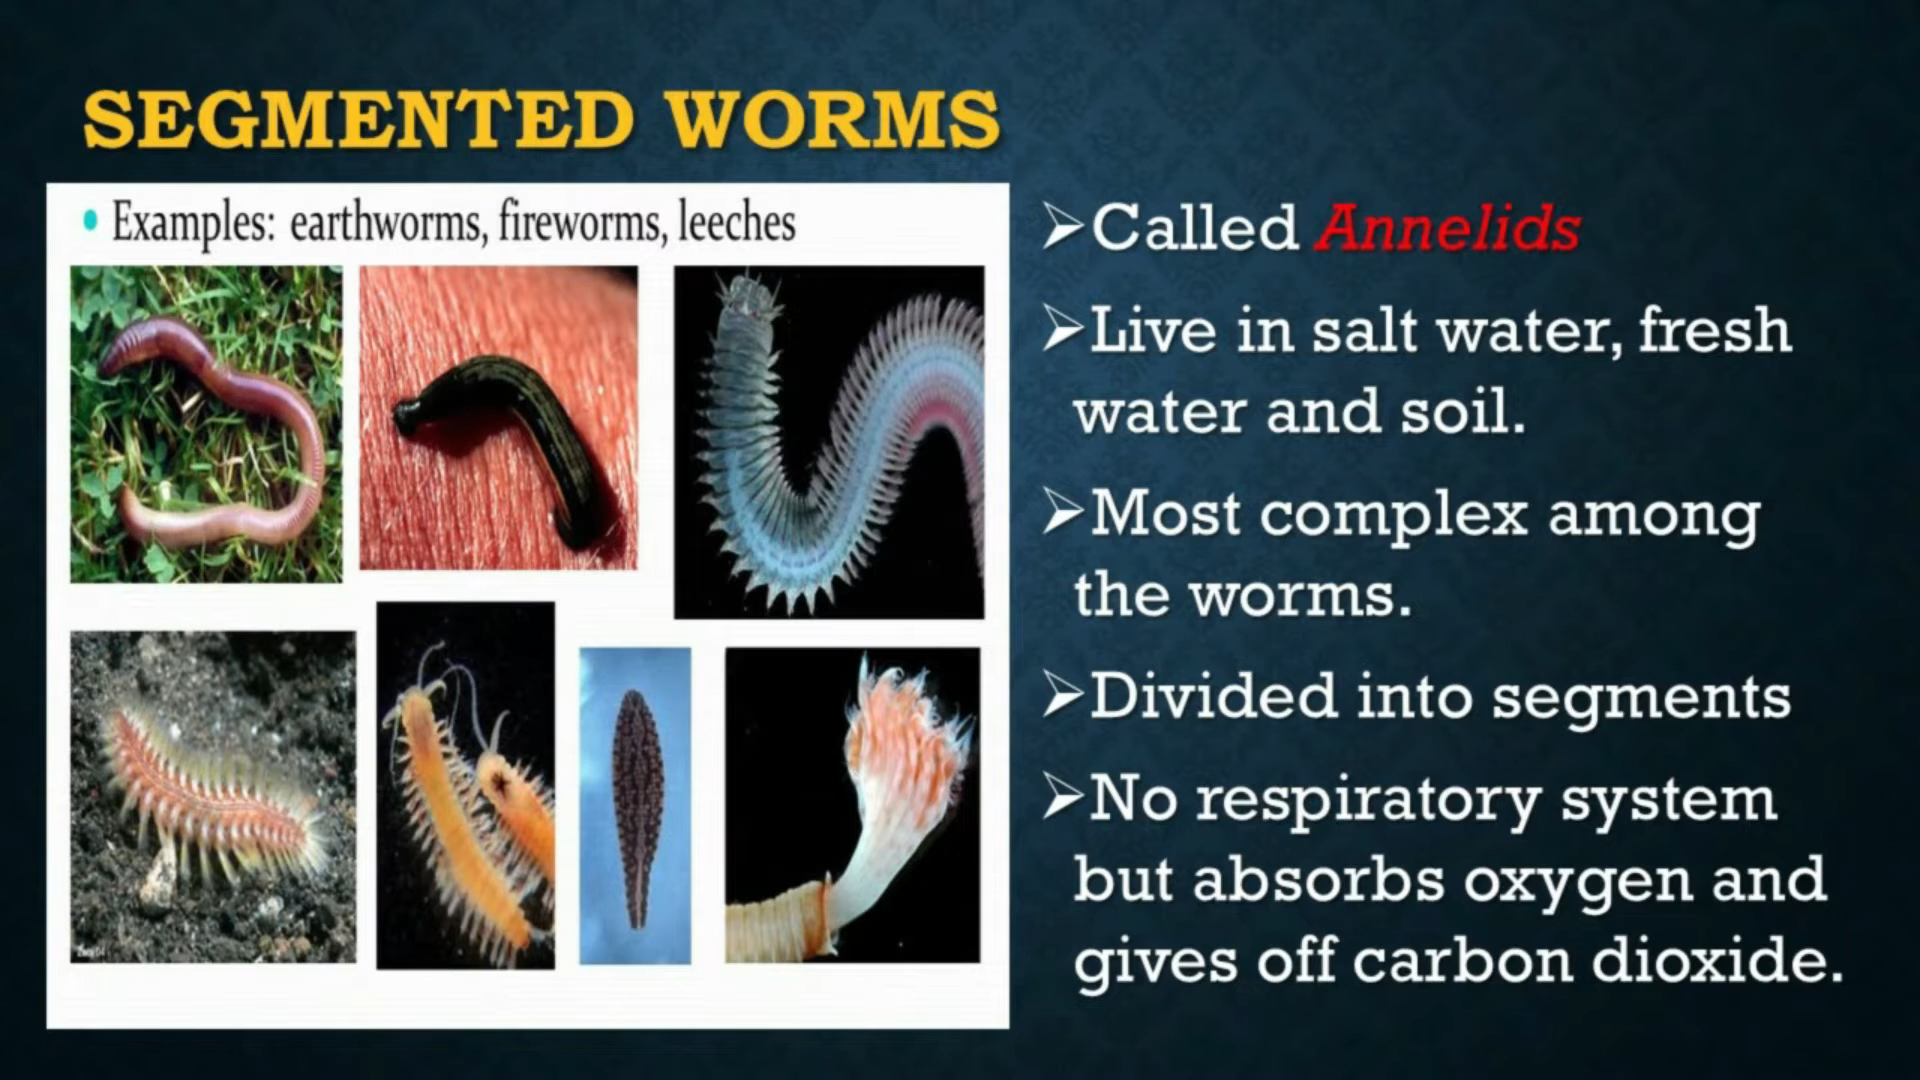 SEGMENTED WORMS
• Examples: earthworms, fireworms, leeches
➢Called Annelids
➢Live in salt water, fresh
water and soil.
➢Most complex among
the worms.
➢Divided into segments
➢No respiratory system
but absorbs oxygen and
gives off carbon dioxide.